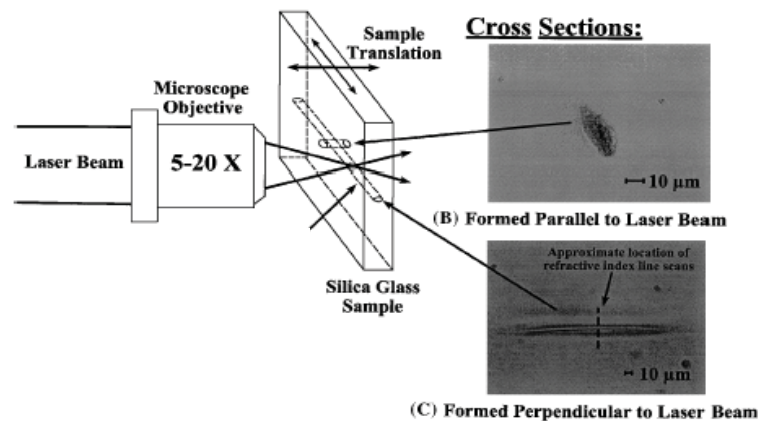 Cross Sections:
Sample
Translation
Microscope
Objective
Laser Beam
5-20 X
10 µm
(B) Formed Parallel to Laser Beam
Approximate location of
refractive index line scans
Silica Glass
Sample
10 µm
(C) Formed Perpendicular to Laser Beam